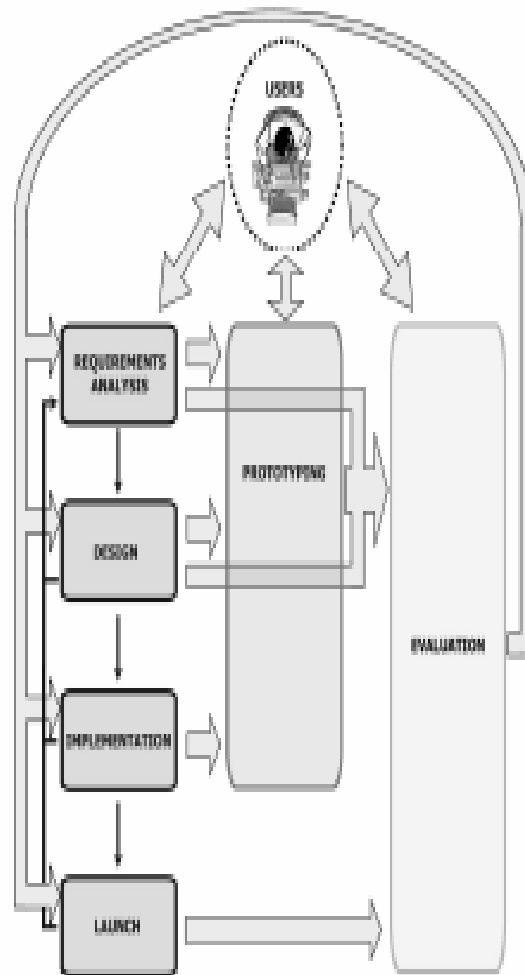 USERS
REQUIREMENTS
ANALYSIS
PROTOTYPING
DESIGN
EVALUATION
IMPLEMENTATION
LAUNCH